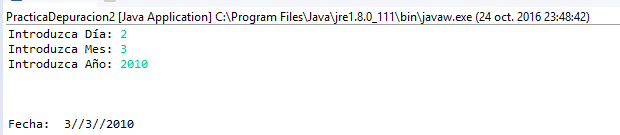 PracticaDepuracion2 [Java Application] C:\Program Files\Java\jre1.8.0_111\bin\javaw.exe (24 oct. 2016 23:48:42)
Introduzca Día: 2
Introduzca Mes: 3
Introduzca Año: 2010
Fecha:  3//3//2010